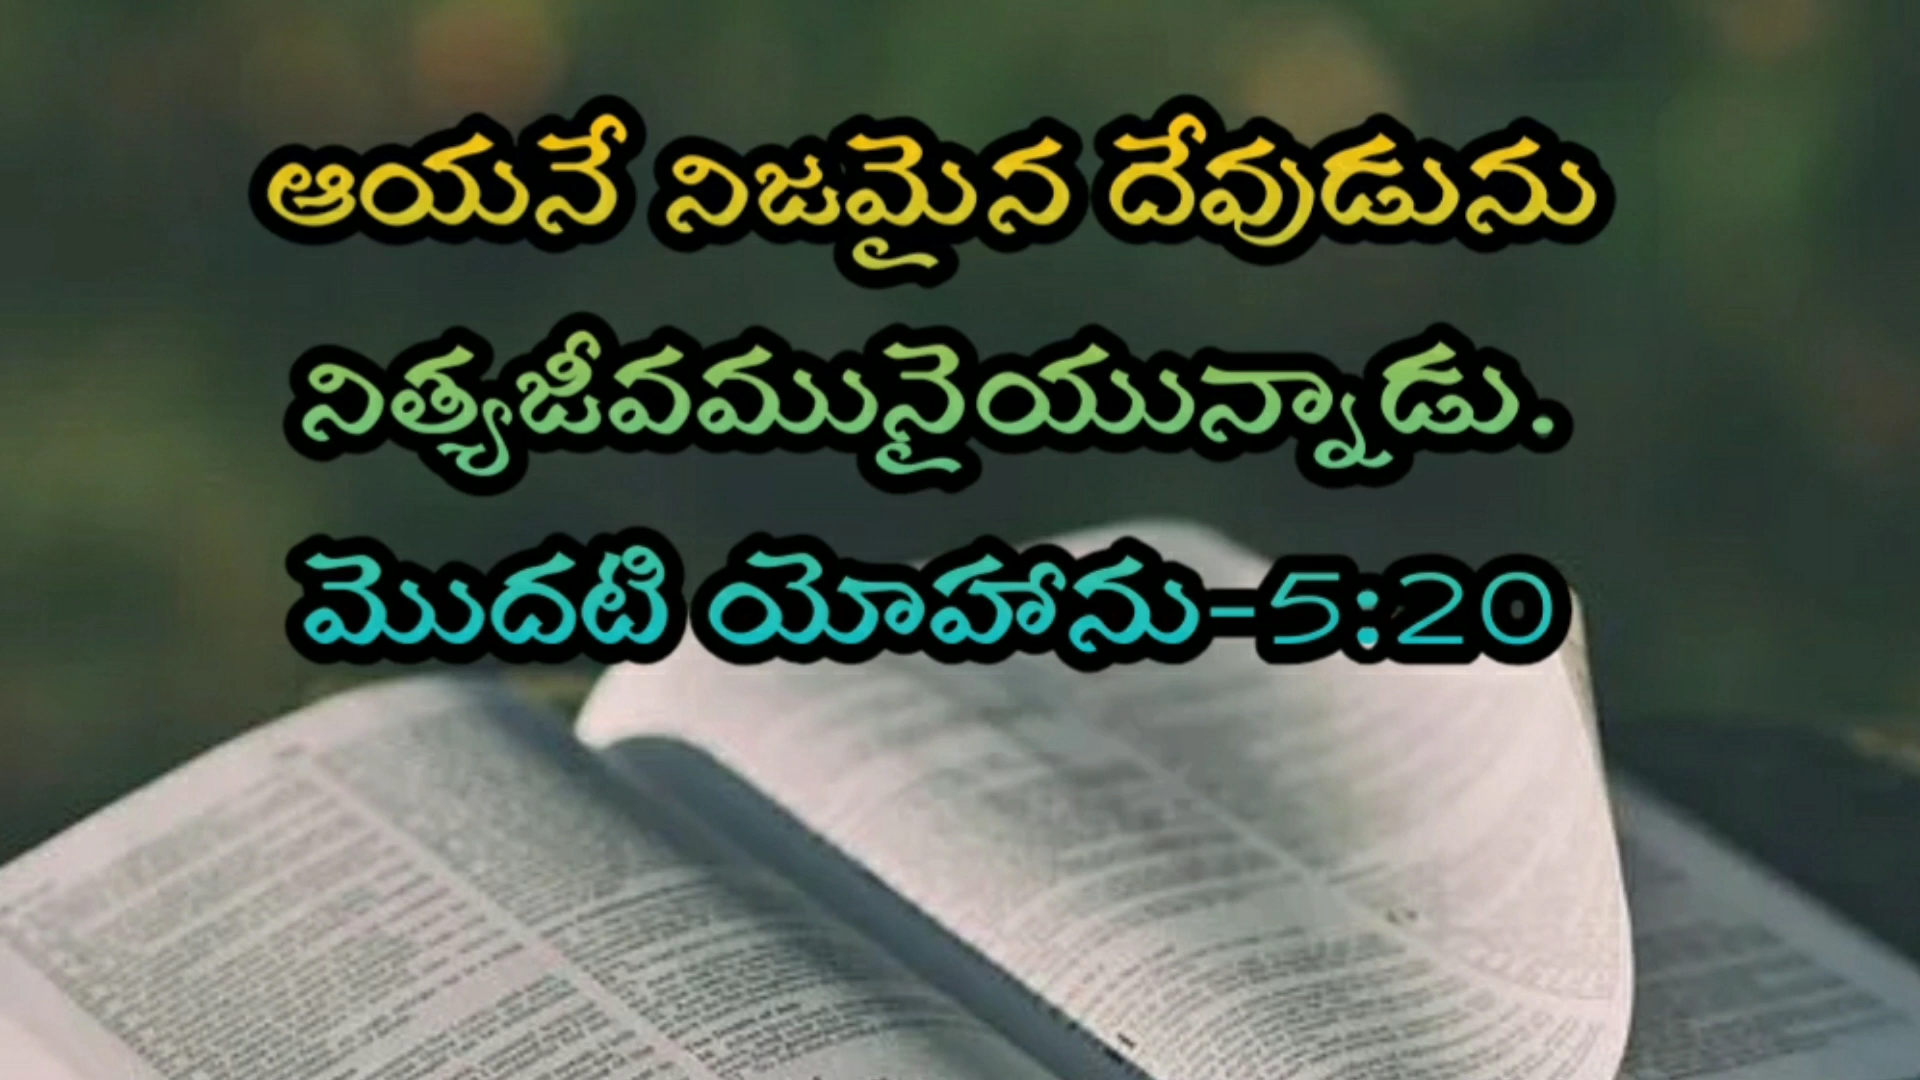 ఆయనే నిజమైన దేవుడును
నిత్యజీవమునైయున్నాడు.
మొదటి యోహాను-5:20